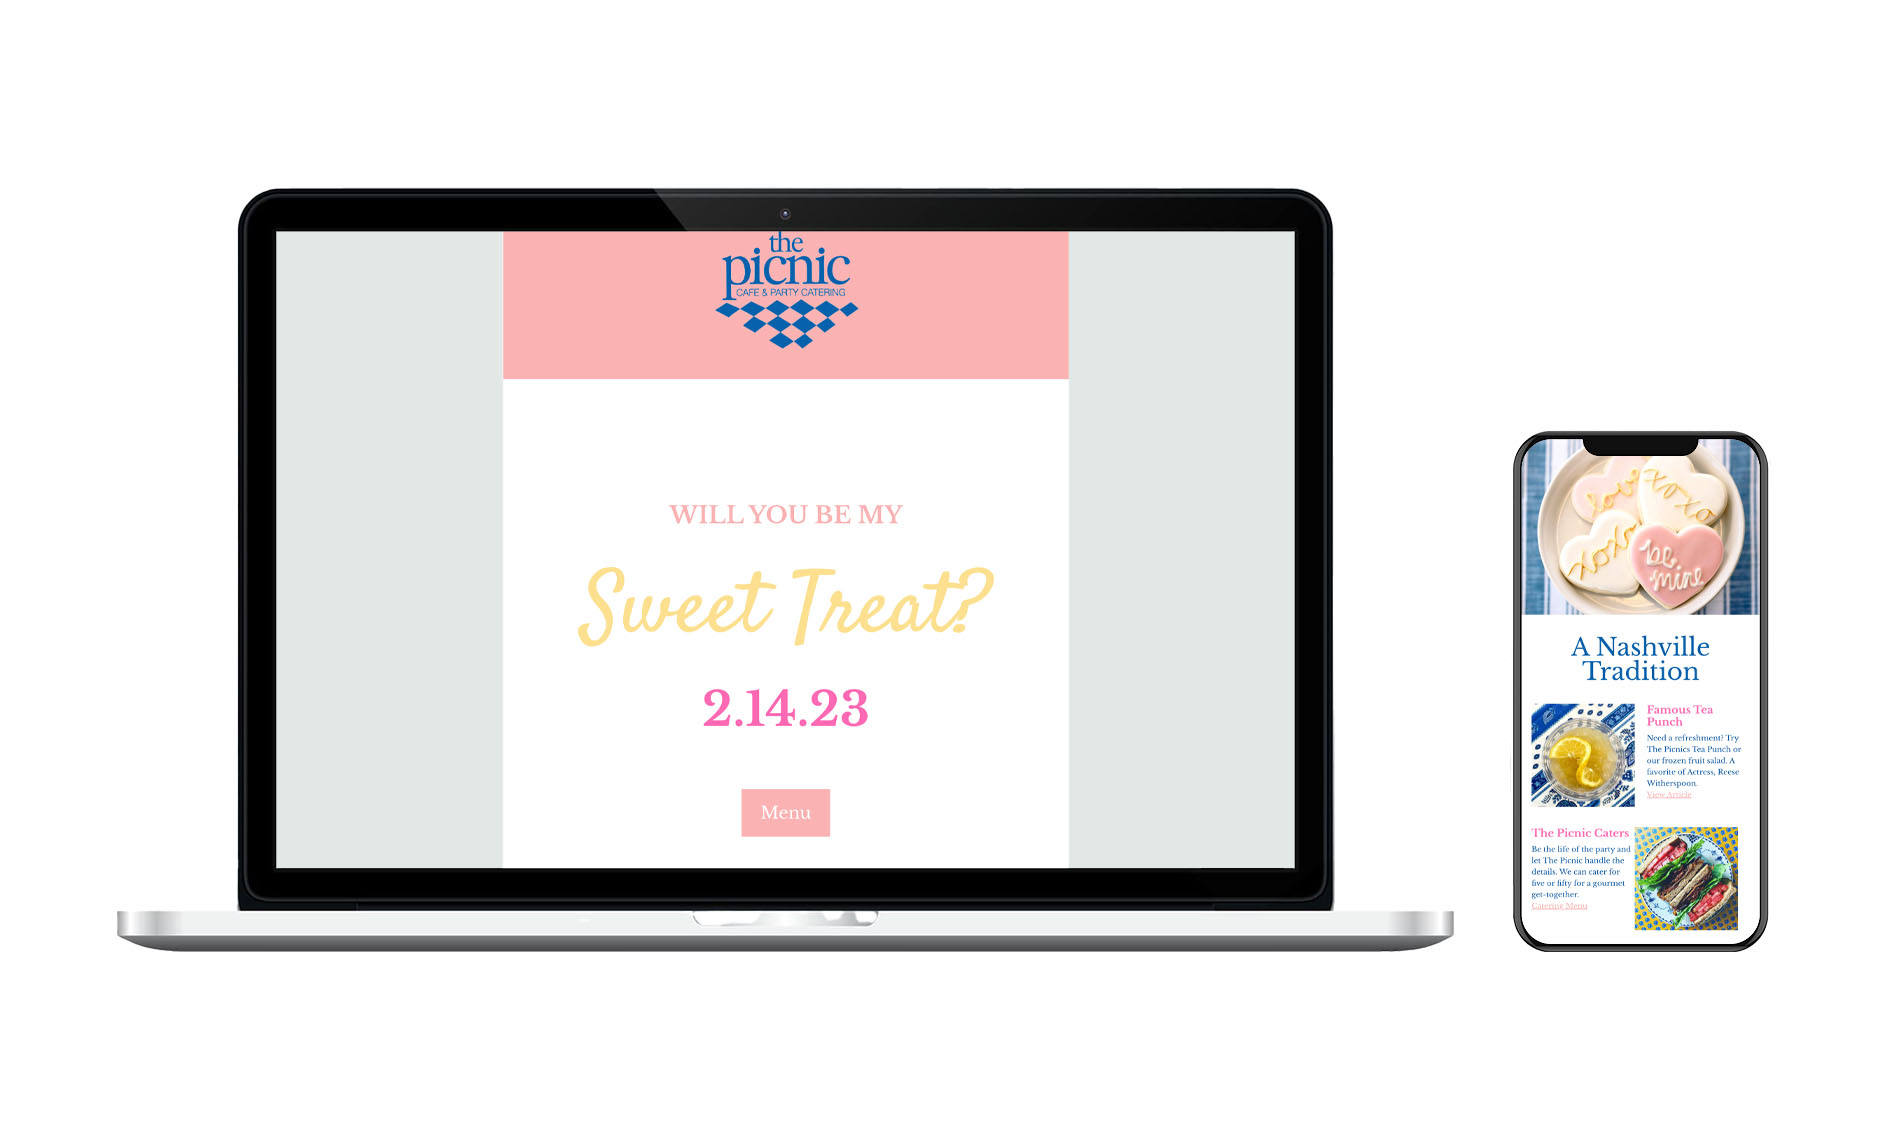 the
picnic
CAFE & PARTY CATERING
WILL YOU BE MY
Sweet Treat?
2.14.23
Menu
love
xoxo
xoxo
be
mine
A Nashville
Tradition
Famous Tea
Punch
Need a refreshment? Try
The Picnics Tea Punch or
our frozen fruit salad. A
favorite of Actress, Reese
Witherspoon.
View Article
The Picnic Caters
Be the life of the party and
let The Picnic handle the
details. We can cater for
five or fifty for a gourmet
get-together.
Catering Menu